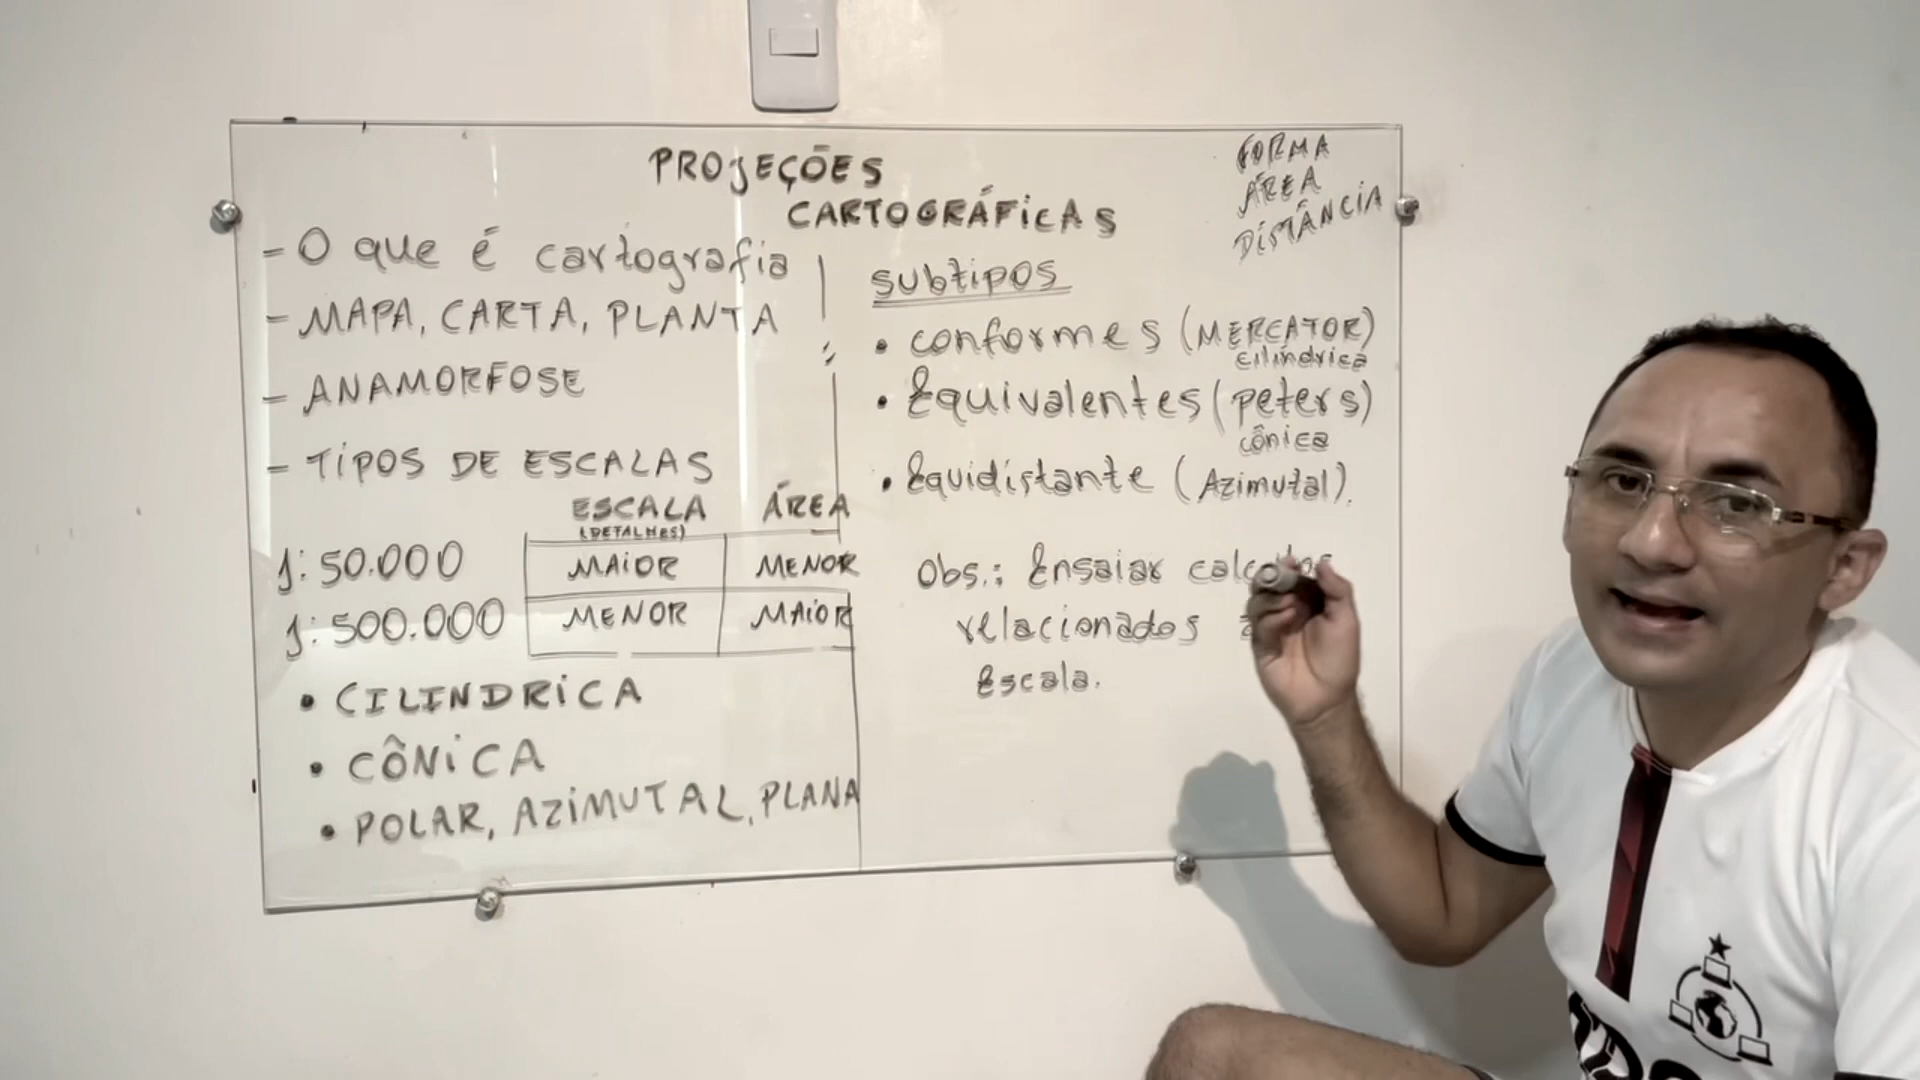 PROJEÇÕES
CARTOGRÁFICAS
FORMA
ÁREA
DISTÂNCIA
- O que é cartografia
- MAPA, CARTA, PLANTA
- ANAMORFOSE
- TIPOS DE ESCALAS
ESCALA ÁREA
(DETALHES)
1:50.000 MAIOR MENOR
1:500.000 MENOR MAIOR
• CILINDRICA
• CÔNICA
• POLAR, AZIMUTAL, PLANA
subtipos
• conformes (MERCATOR)
cilíndrica
• Equivalentes (peters)
cônica
• Equidistante (Azimutal).
Obs.: Ensaiar
relacionados
Escala.